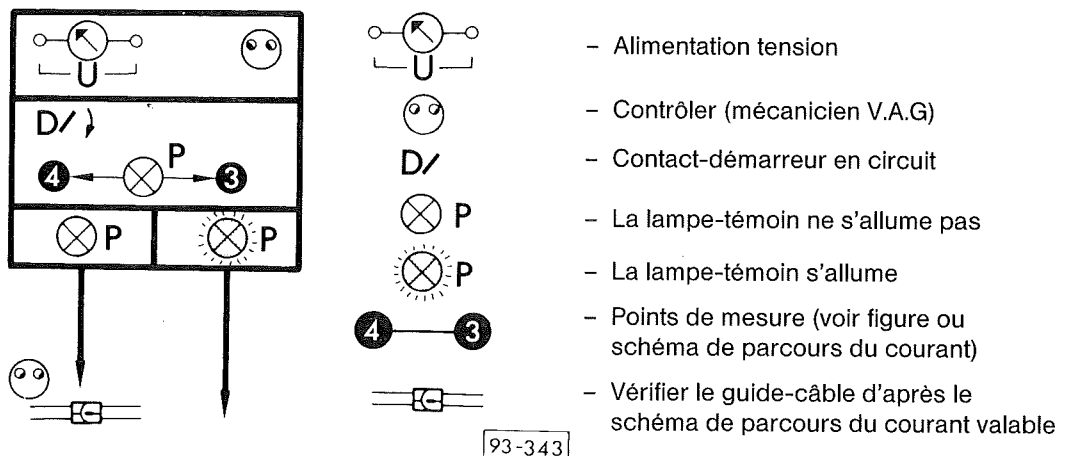 U
D/
P
4 3
P P
U – Alimentation tension
– Contrôler (mécanicien V.A.G)
D/ – Contact-démarreur en circuit
P – La lampe-témoin ne s'allume pas
P – La lampe-témoin s'allume
4 3 – Points de mesure (voir figure ou
schéma de parcours du courant)
– Vérifier le guide-câble d'après le
schéma de parcours du courant valable
93-343